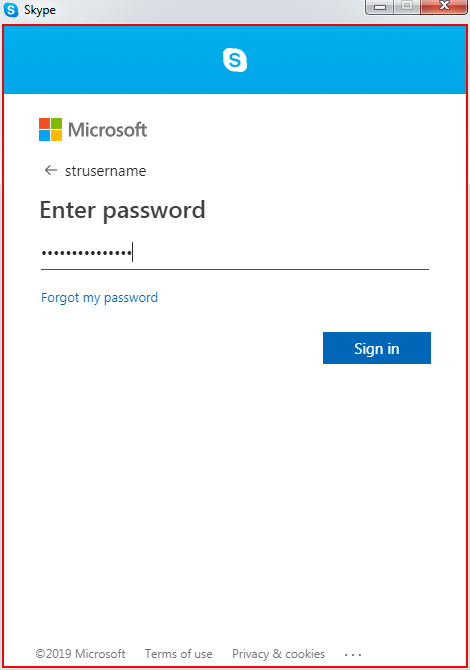 Skype
Microsoft
← strusername
Enter password
•••••••••••••••
Forgot my password
Sign in
©2019 Microsoft Terms of use Privacy & cookies ...